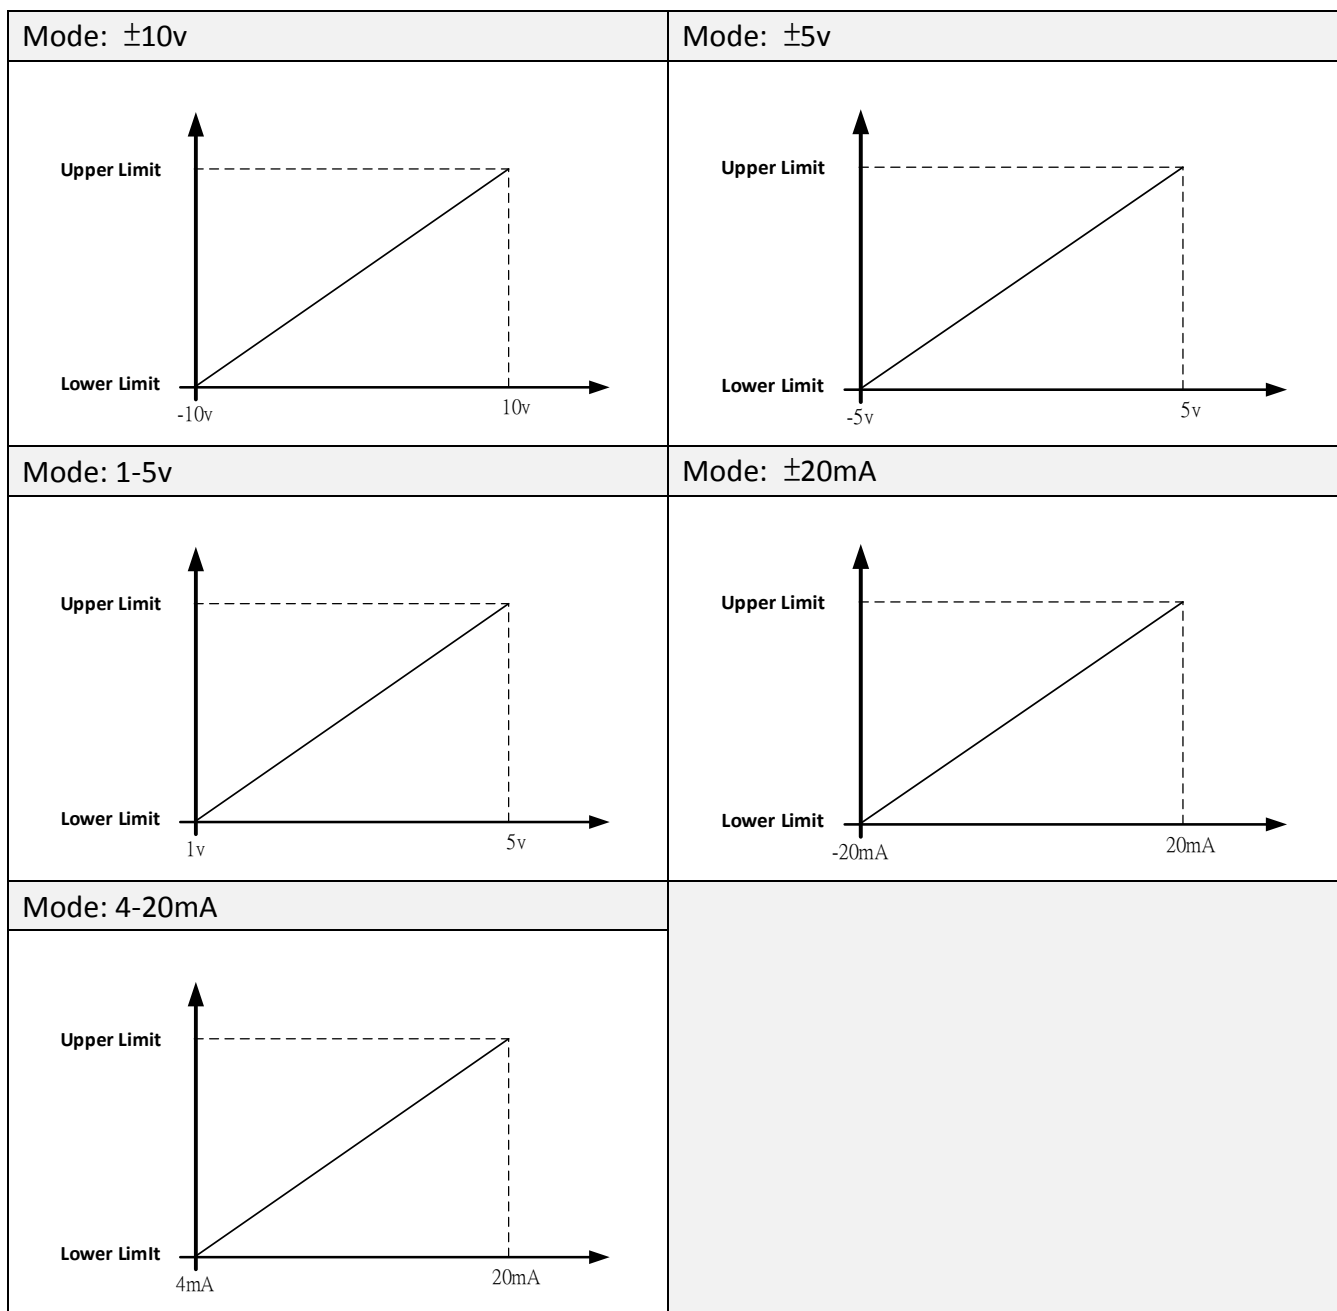 Mode: ±10v
Upper Limit
Lower Limit
-10v
10v
Mode: ±5v
Upper Limit
Lower Limit
-5v
5v
Mode: 1-5v
Upper Limit
Lower Limit
1v
5v
Mode: ±20mA
Upper Limit
Lower Limit
-20mA
20mA
Mode: 4-20mA
Upper Limit
Lower LimIt
4mA
20mA